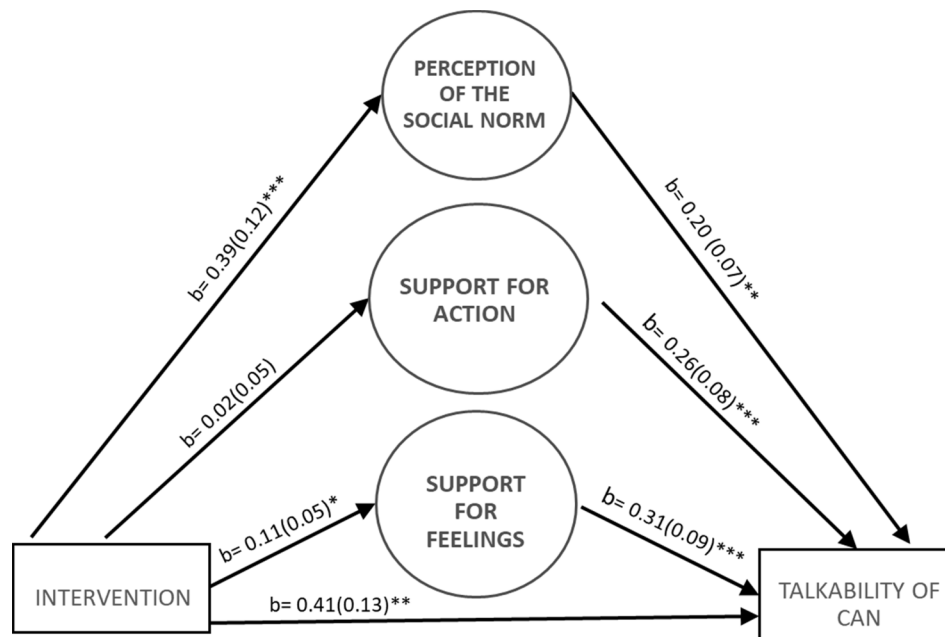 PERCEPTION
OF THE
SOCIAL NORM
b= 0.39(0.12)***
b= 0.20 (0.07)**
SUPPORT FOR
ACTION
b= 0.02(0.05)
b= 0.26(0.08)***
SUPPORT
FOR
FEELINGS
b= 0.11(0.05)*
b= 0.31(0.09)***
INTERVENTION
b= 0.41(0.13)**
TALKABILITY OF
CAN